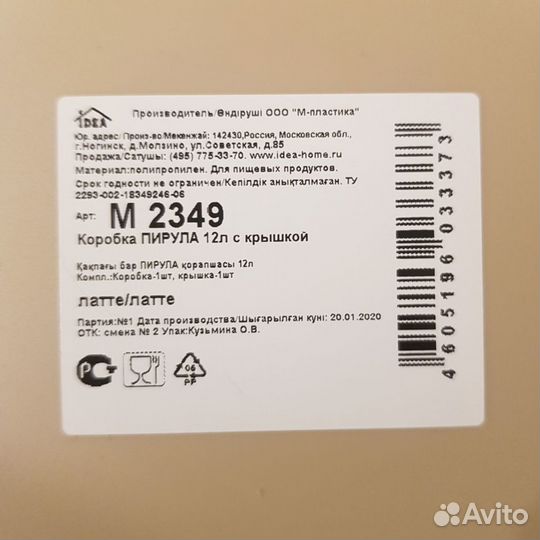 IDEA
Производитель/Өндіруші ООО "М-пластика"
Юр. адрес/Произ-во/Мекенжай: 142430,Россия, Московская обл.,
г.Ногинск, д.Молзино, ул.Советская, д.85
Продажа/Сатушы: (495) 775-33-70. www.idea-home.ru
Материал:полипропилен. Для пищевых продуктов.
Срок годности не ограничен/Кепілдік анықталмаған. ТУ
2293-002-18349246-06
Арт: М 2349
Коробка ПИРУЛА 12л с крышкой
Қақпағы бар ПИРУЛА қорапшасы 12л
Компл.:Коробка-1шт, крышка-1шт
латте/латте
Партия:№1 Дата производства/Шығарылған күні: 20.01.2020
ОТК: смена № 2 Упак:Кузьмина О.В.
05
PP
4 605196 033373
Avito